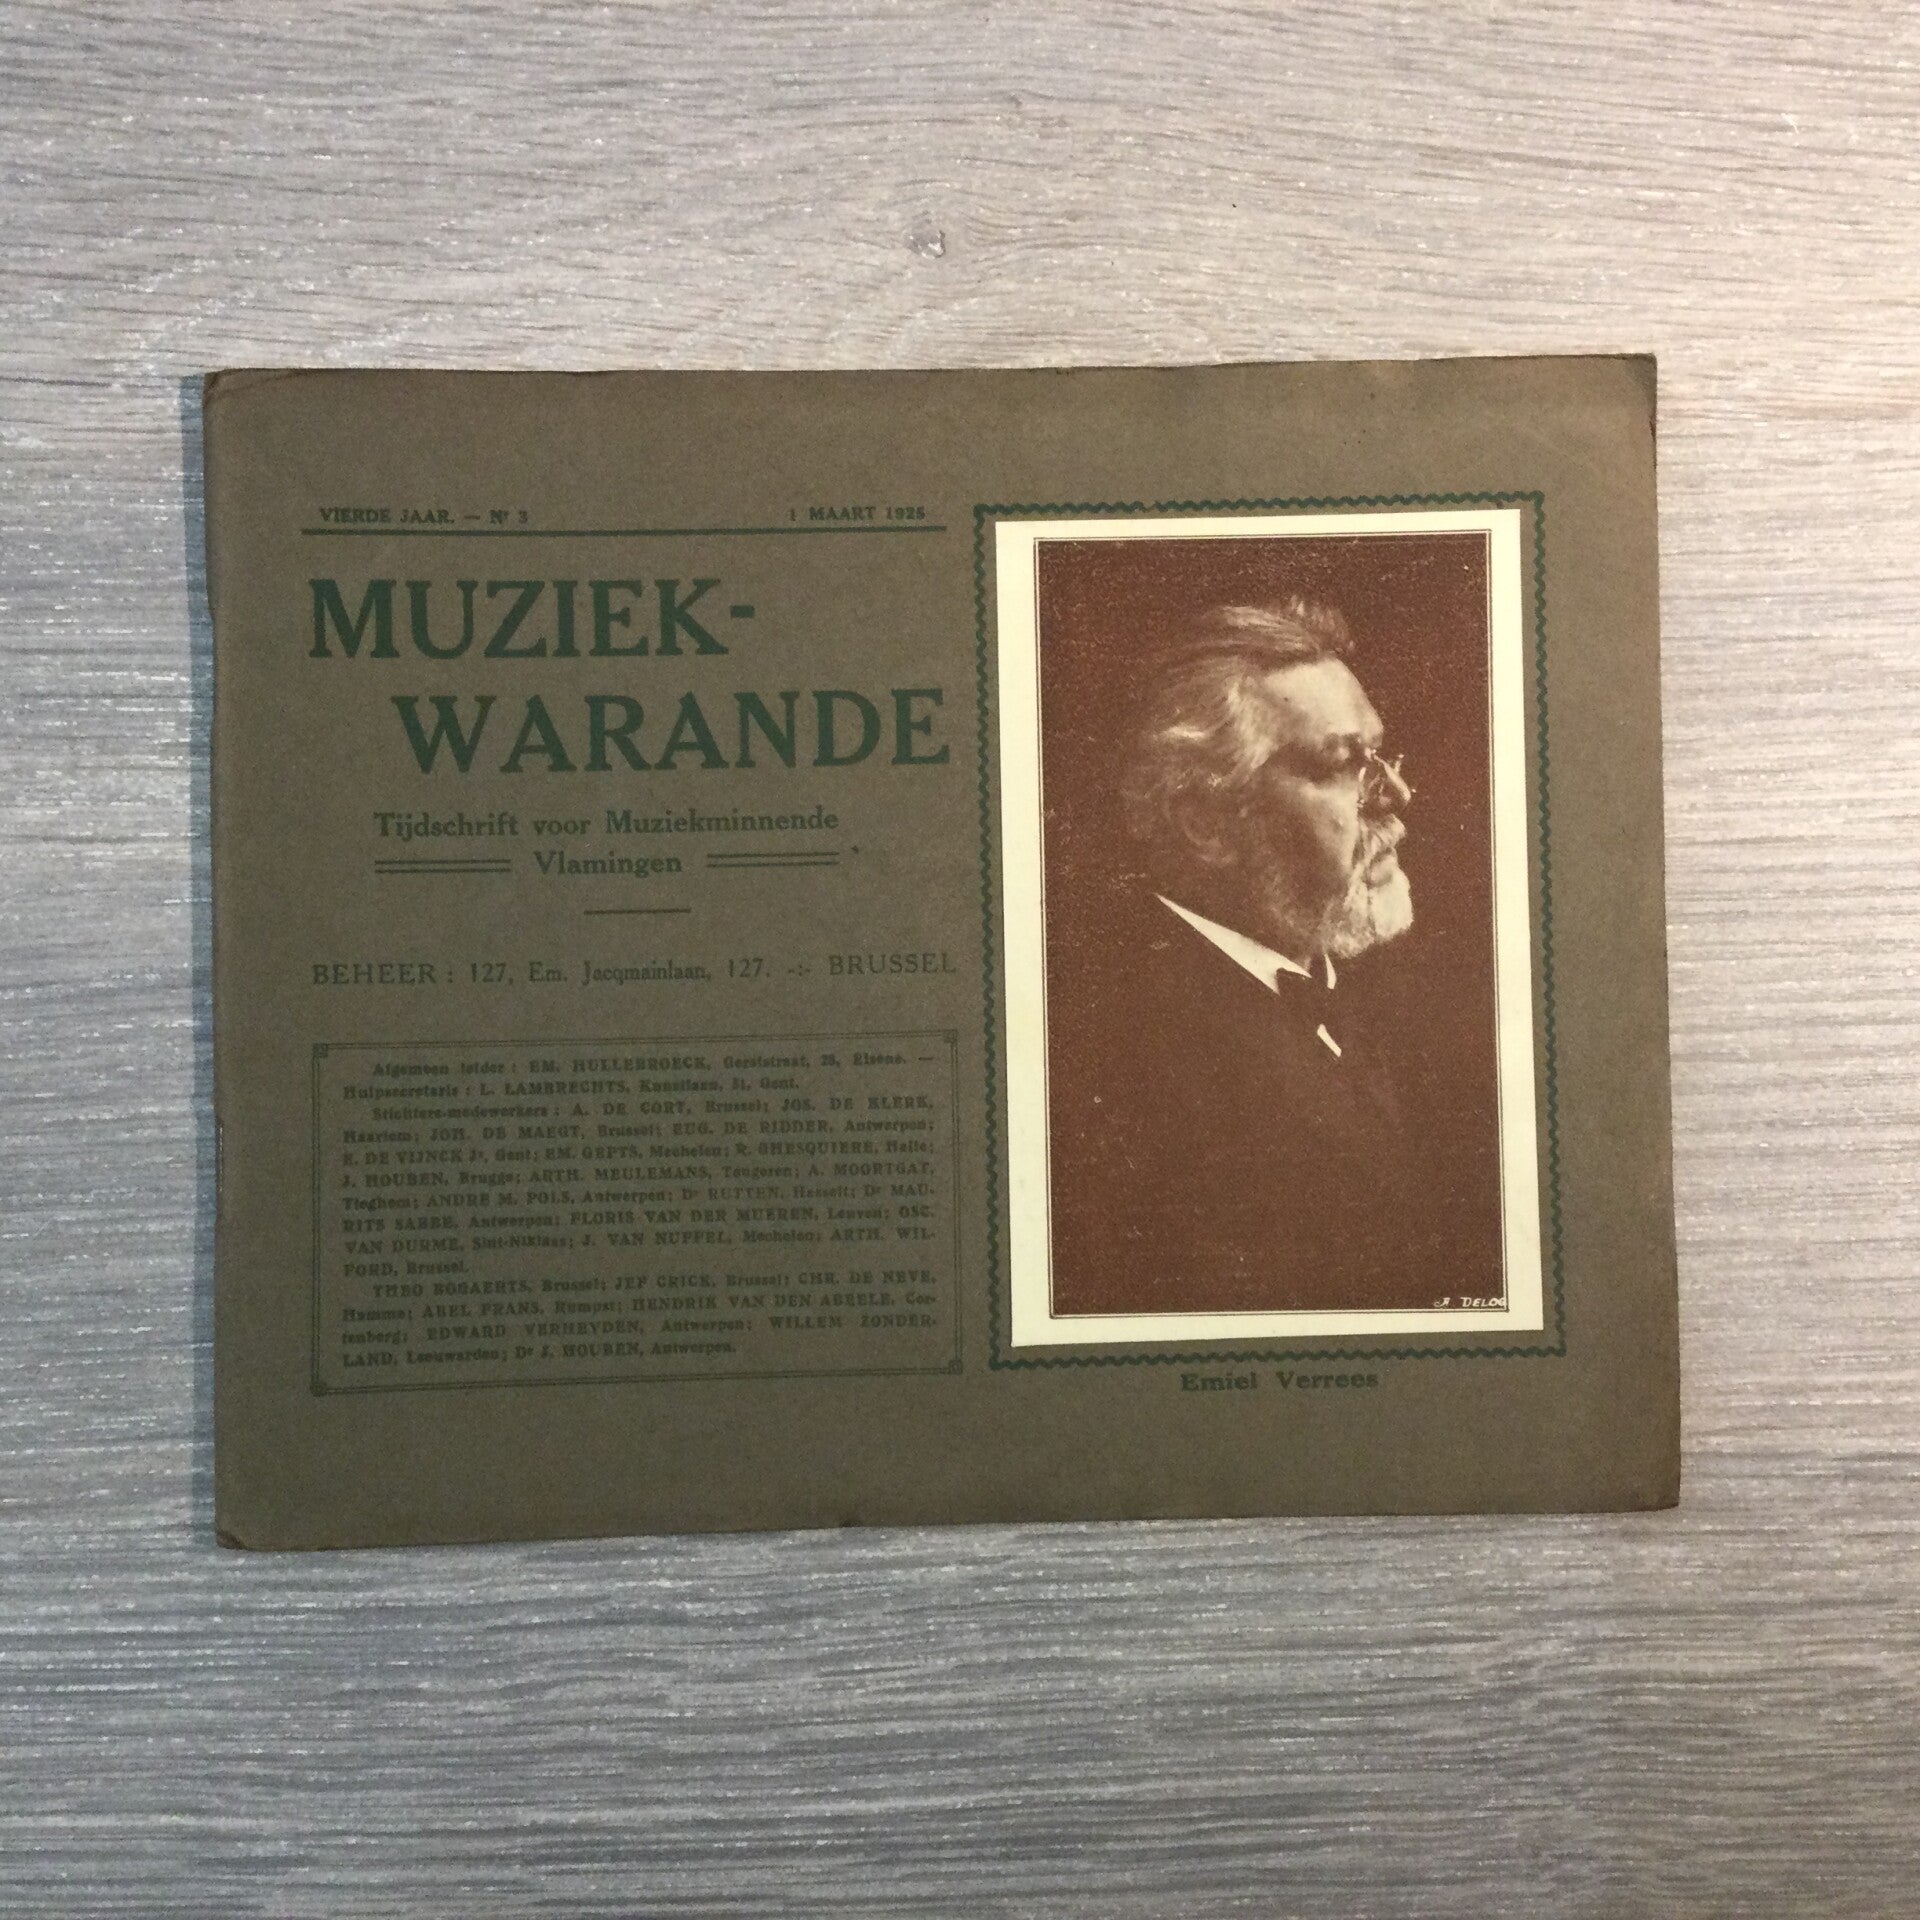 VIERDE JAAR. — Nr 3
1 MAART 1925
MUZIEK-
WARANDE
Tijdschrift voor Muziekminnende
Vlamingen
BEHEER : 127, Em. Jacqmainlaan, 127. -:- BRUSSEL
Algemeen leider : EM. HULLEBROECK, Gerststraat, 28, Elsene. —
Hulpsecretaris : L. LAMBRECHTS, Kunstlaan, 51, Gent.
Stichters-medewerkers : A. DE CORT, Brussel; JOS. DE KLERK,
Haarlem; JOH. DE MAEGT, Brussel; EUG. DE RIDDER, Antwerpen;
E. DE VIJNCK Jr, Gent; EM. GEPTS, Mechelen; R. GHESQUIERE, Halle;
J. HOUBEN, Brugge; ARTH. MEULEMANS, Tongeren; A. MOORTGAT,
Tieghem; ANDRE M. POLS, Antwerpen; Dr RUTTEN, Hasselt; Dr MAU-
RITS SABBE, Antwerpen; FLORIS VAN DER MUEREN, Leuven; OSC.
VAN DURME, Sint-Niklaas; J. VAN NUFFEL, Mechelen; ARTH. WIL-
FORD, Brussel.
THEO BOGAERTS, Brussel; JEF CRICK, Brussel; CHR. DE NEVE,
Hamme; ABEL FRANS, Rumpst; HENDRIK VAN DEN ABEELE, Cor-
tenberg; EDWARD VERHEYDEN, Antwerpen; WILLEM ZONDER-
LAND, Leeuwarden; Dr J. HOUBEN, Antwerpen.
A. DELOG
Emiel Verrees